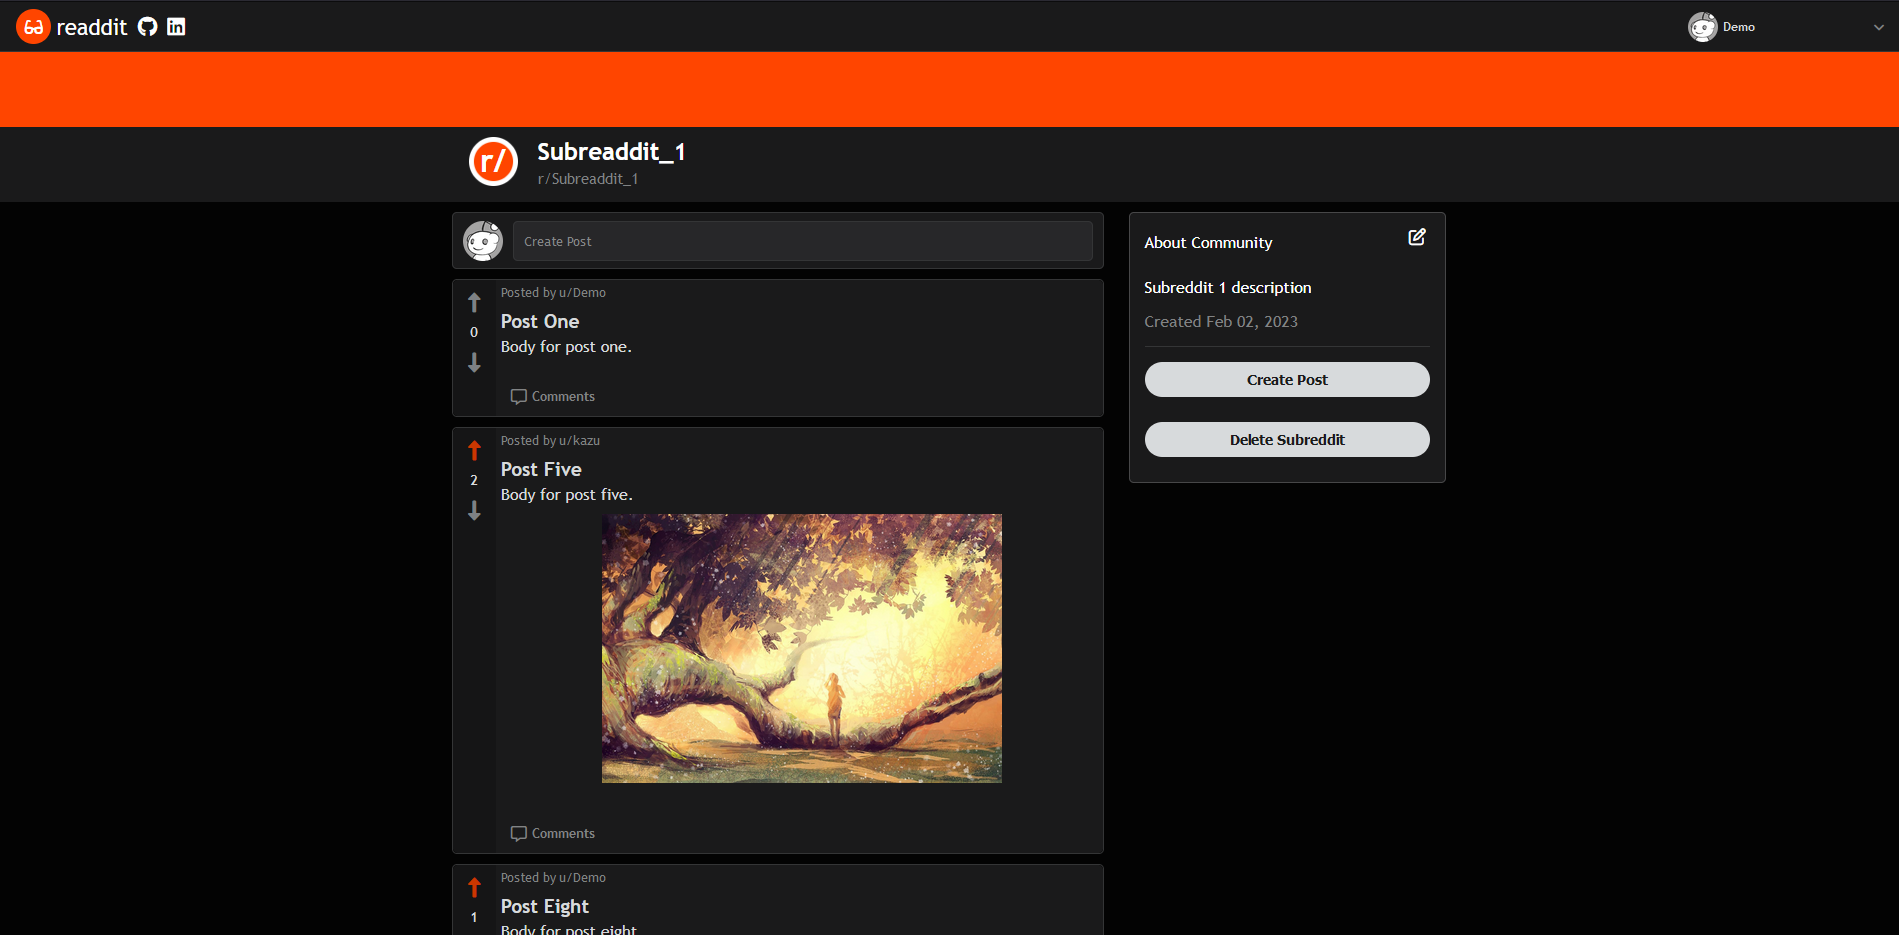 readdit
Demo
r/
Subreaddit_1
r/Subreaddit_1
Create Post
Posted by u/Demo
Post One
Body for post one.
0
Comments
Posted by u/kazu
Post Five
Body for post five.
2
Comments
Posted by u/Demo
Post Eight
Body for post eight
1
About Community
Subreddit 1 description
Created Feb 02, 2023
Create Post
Delete Subreddit